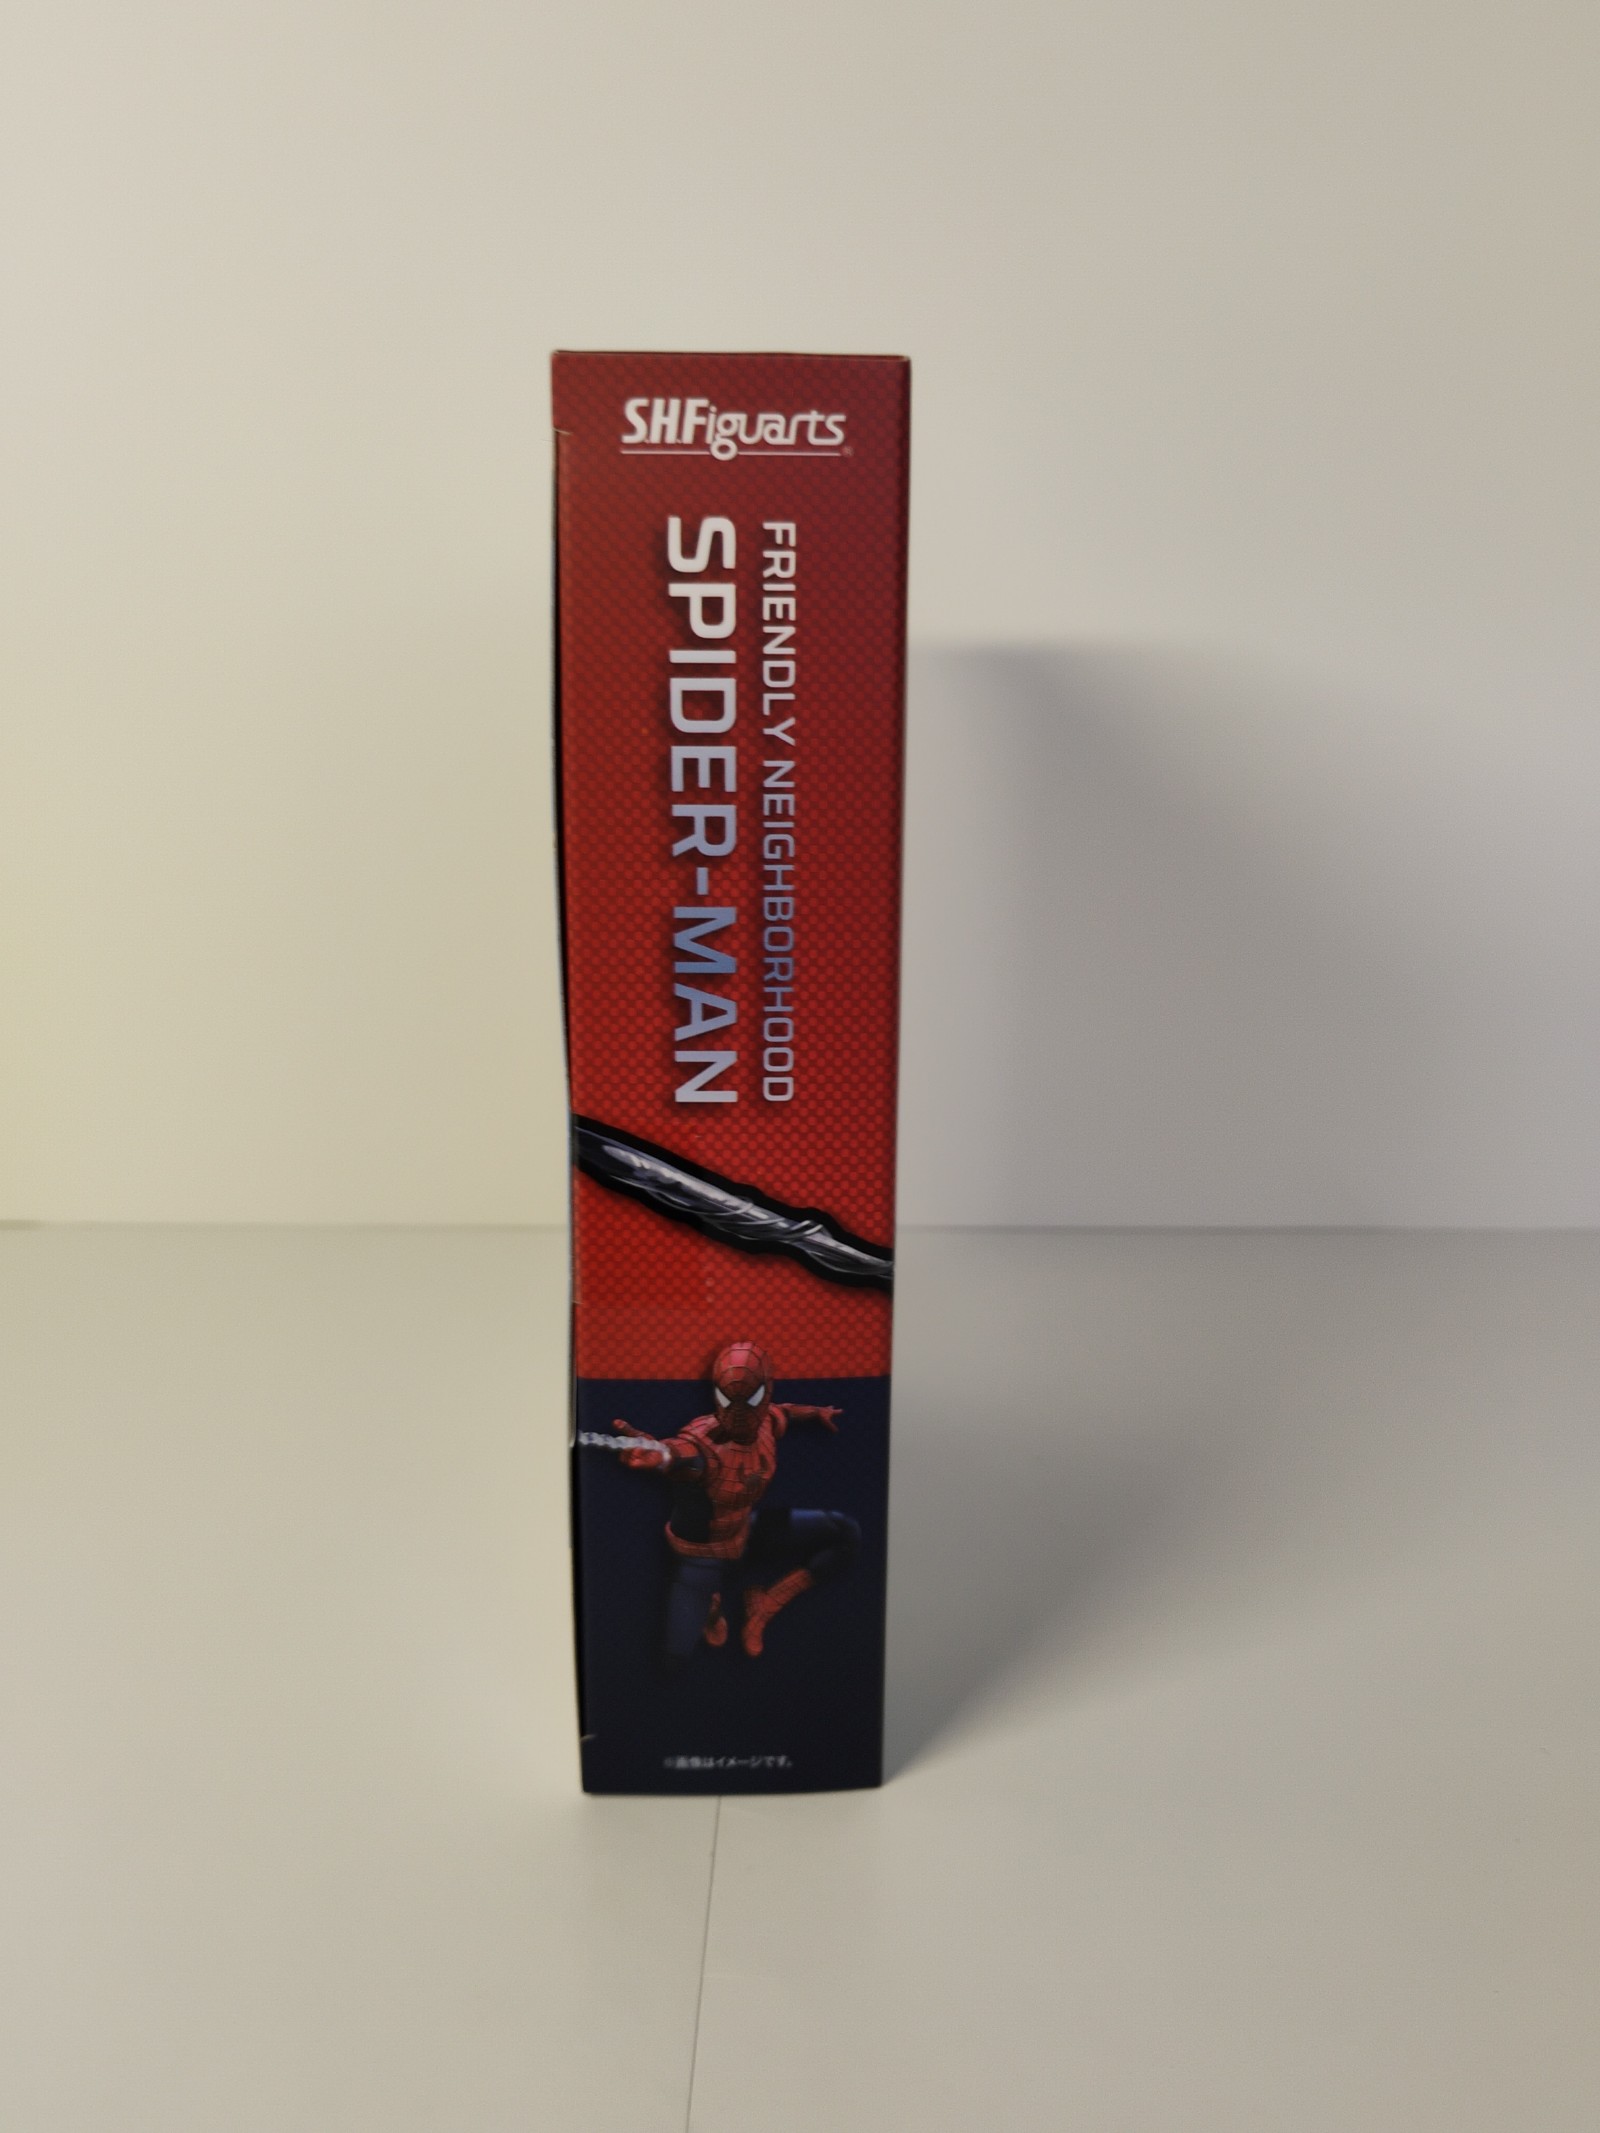 S.H.Figuarts
FRIENDLY NEIGHBORHOOD
SPIDER-MAN
※画像はイメージです。